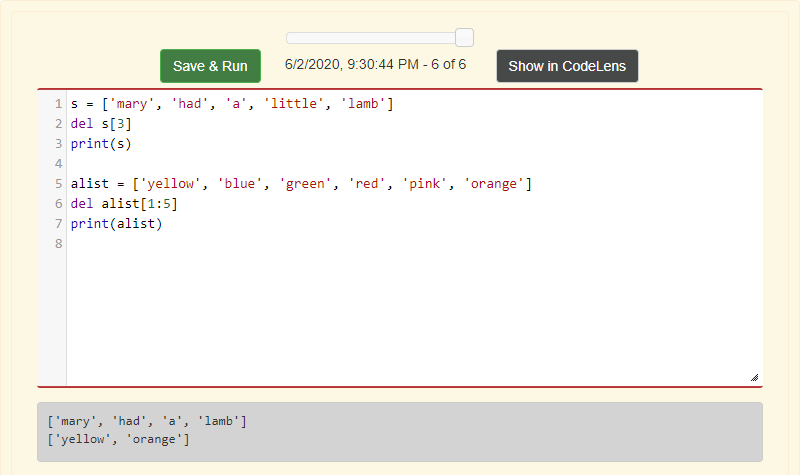 Save & Run 6/2/2020, 9:30:44 PM - 6 of 6 Show in CodeLens
1 s = ['mary', 'had', 'a', 'little', 'lamb']
2 del s[3]
3 print(s)
4
5 alist = ['yellow', 'blue', 'green', 'red', 'pink', 'orange']
6 del alist[1:5]
7 print(alist)
8
['mary', 'had', 'a', 'lamb']
['yellow', 'orange']